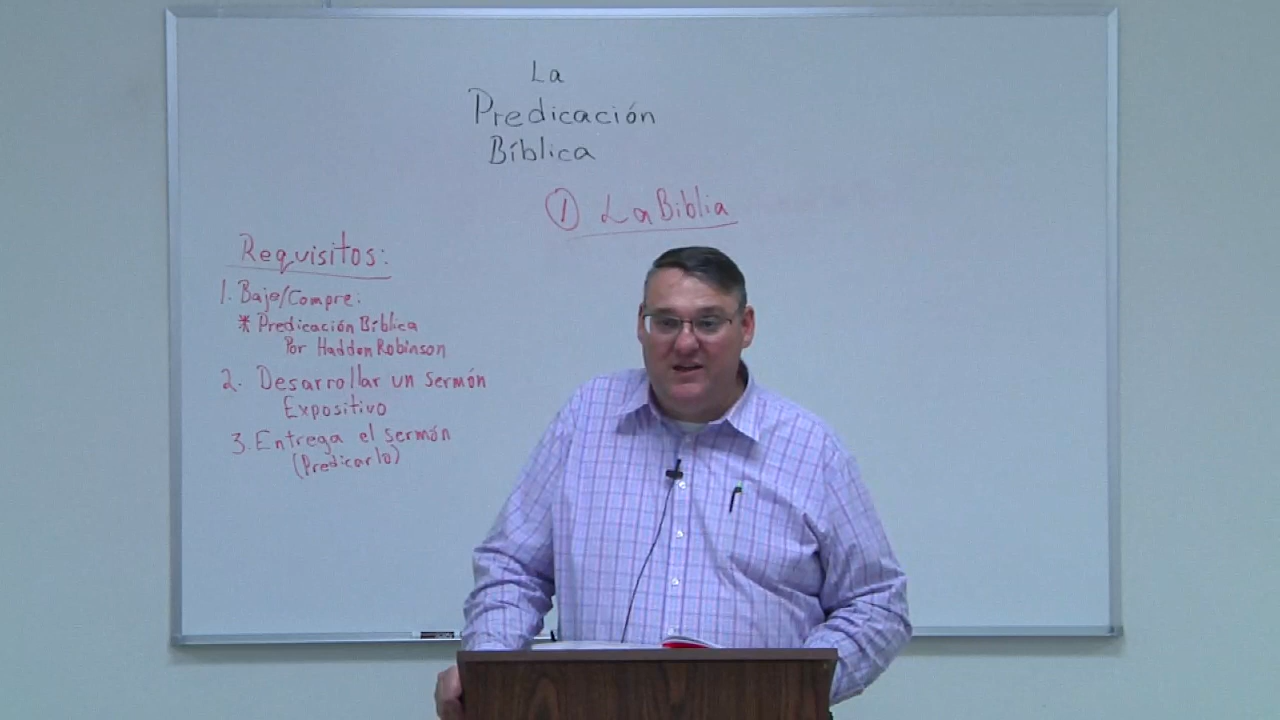 La
Predicación
Bíblica
① La Biblia
Requisitos:
1. Baje/Compre:
* Predicación Bíblica
Por Haddon Robinson
2. Desarrollar un sermón
Expositivo
3. Entrega el sermón
(Predicarlo)